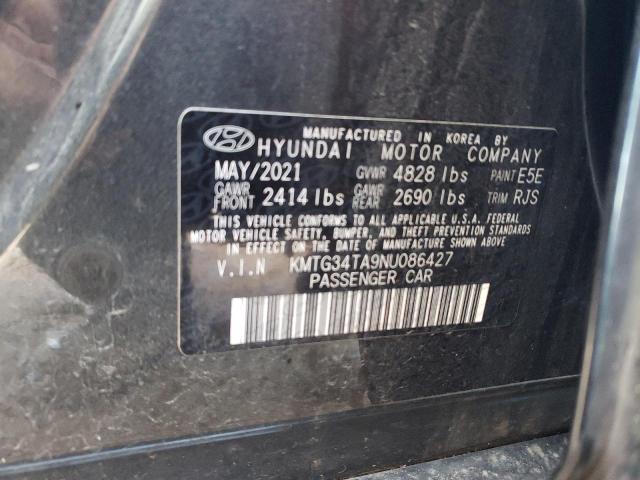 MANUFACTURED IN KOREA BY
HYUNDAI MOTOR COMPANY
MAY/2021 GVWR 4828 lbs PAINT E5E
GAWR FRONT 2414 lbs GAWR REAR 2690 lbs TRIM RJS
THIS VEHICLE CONFORMS TO ALL APPLICABLE U.S.A. FEDERAL
MOTOR VEHICLE SAFETY, BUMPER, AND THEFT PREVENTION STANDARDS
IN EFFECT ON THE DATE OF MANUFACTURE SHOWN ABOVE.
V.I.N KMTG34TA9NU086427
PASSENGER CAR